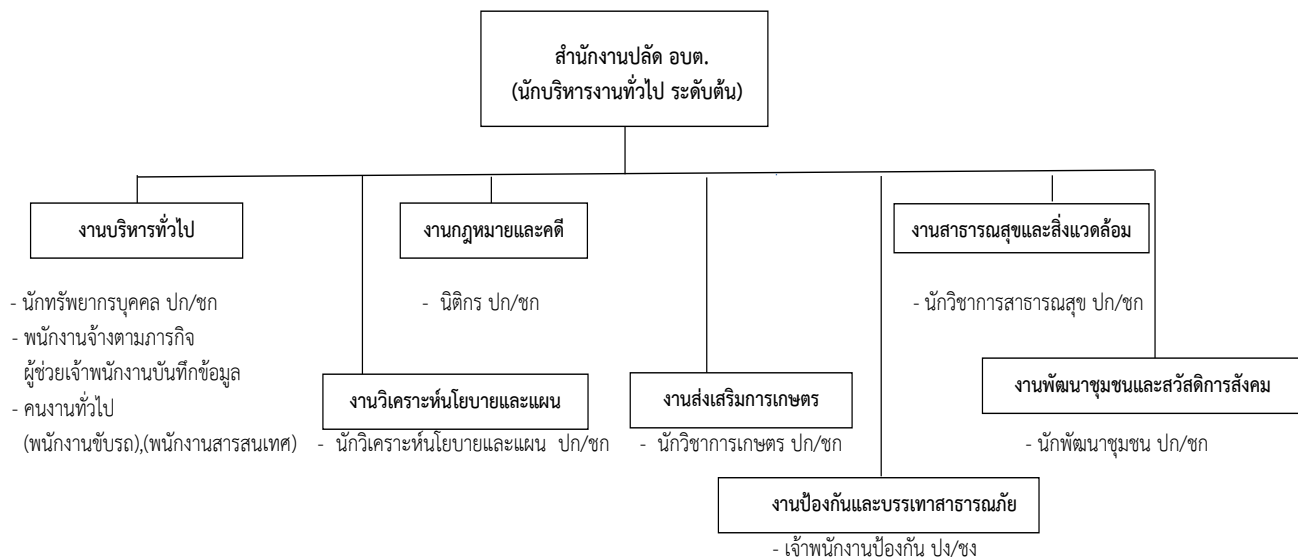 สำนักงานปลัด อบต.
(นักบริหารงานทั่วไป ระดับต้น)
งานบริหารทั่วไป
- นักทรัพยากรบุคคล ปก/ชก
- พนักงานจ้างตามภารกิจ
ผู้ช่วยเจ้าพนักงานบันทึกข้อมูล
- คนงานทั่วไป
(พนักงานขับรถ),(พนักงานสารสนเทศ)
งานวิเคราะห์นโยบายและแผน
- นักวิเคราะห์นโยบายและแผน ปก/ชก
งานกฎหมายและคดี
- นิติกร ปก/ชก
งานส่งเสริมการเกษตร
- นักวิชาการเกษตร ปก/ชก
งานป้องกันและบรรเทาสาธารณภัย
- เจ้าพนักงานป้องกัน ปง/ชง
งานสาธารณสุขและสิ่งแวดล้อม
- นักวิชาการสาธารณสุข ปก/ชก
งานพัฒนาชุมชนและสวัสดิการสังคม
- นักพัฒนาชุมชน ปก/ชก